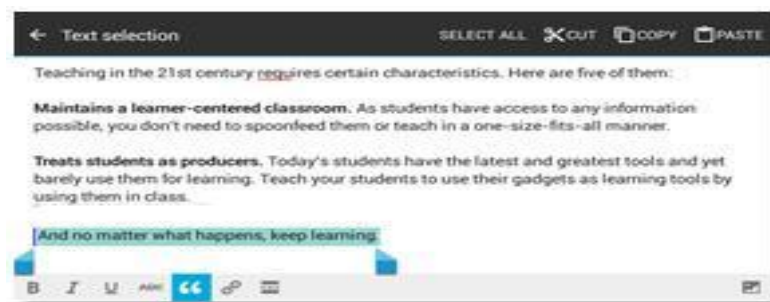 Text selection SELECT ALL CUT COPY PASTE
Teaching in the 21st century requires certain characteristics. Here are five of them:
Maintains a learner-centered classroom. As students have access to any information
possible, you don't need to spoonfeed them or teach in a one-size-fits-all manner.
Treats students as producers. Today's students have the latest and greatest tools and yet
barely use them for learning. Teach your students to use their gadgets as learning tools by
using them in class.
And no matter what happens, keep learning.
B I U ABC